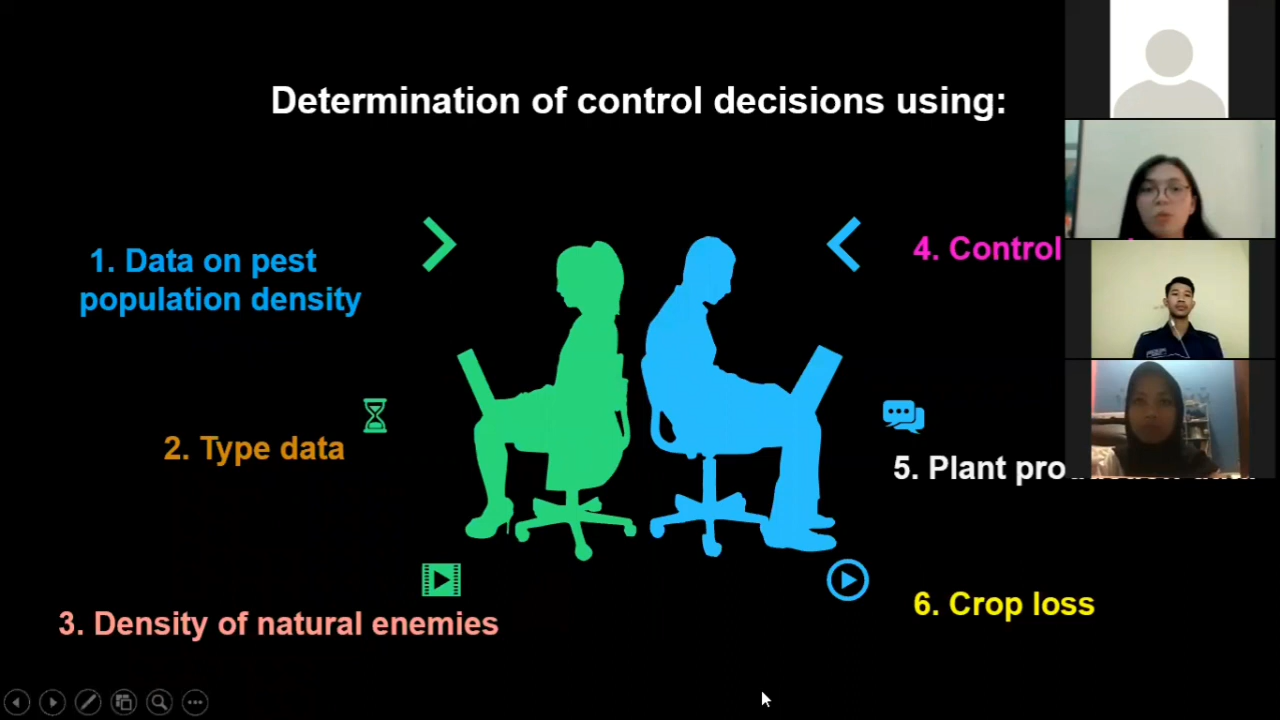 Determination of control decisions using:
1. Data on pest
population density
2. Type data
3. Density of natural enemies
4. Control
5. Plant
6. Crop loss